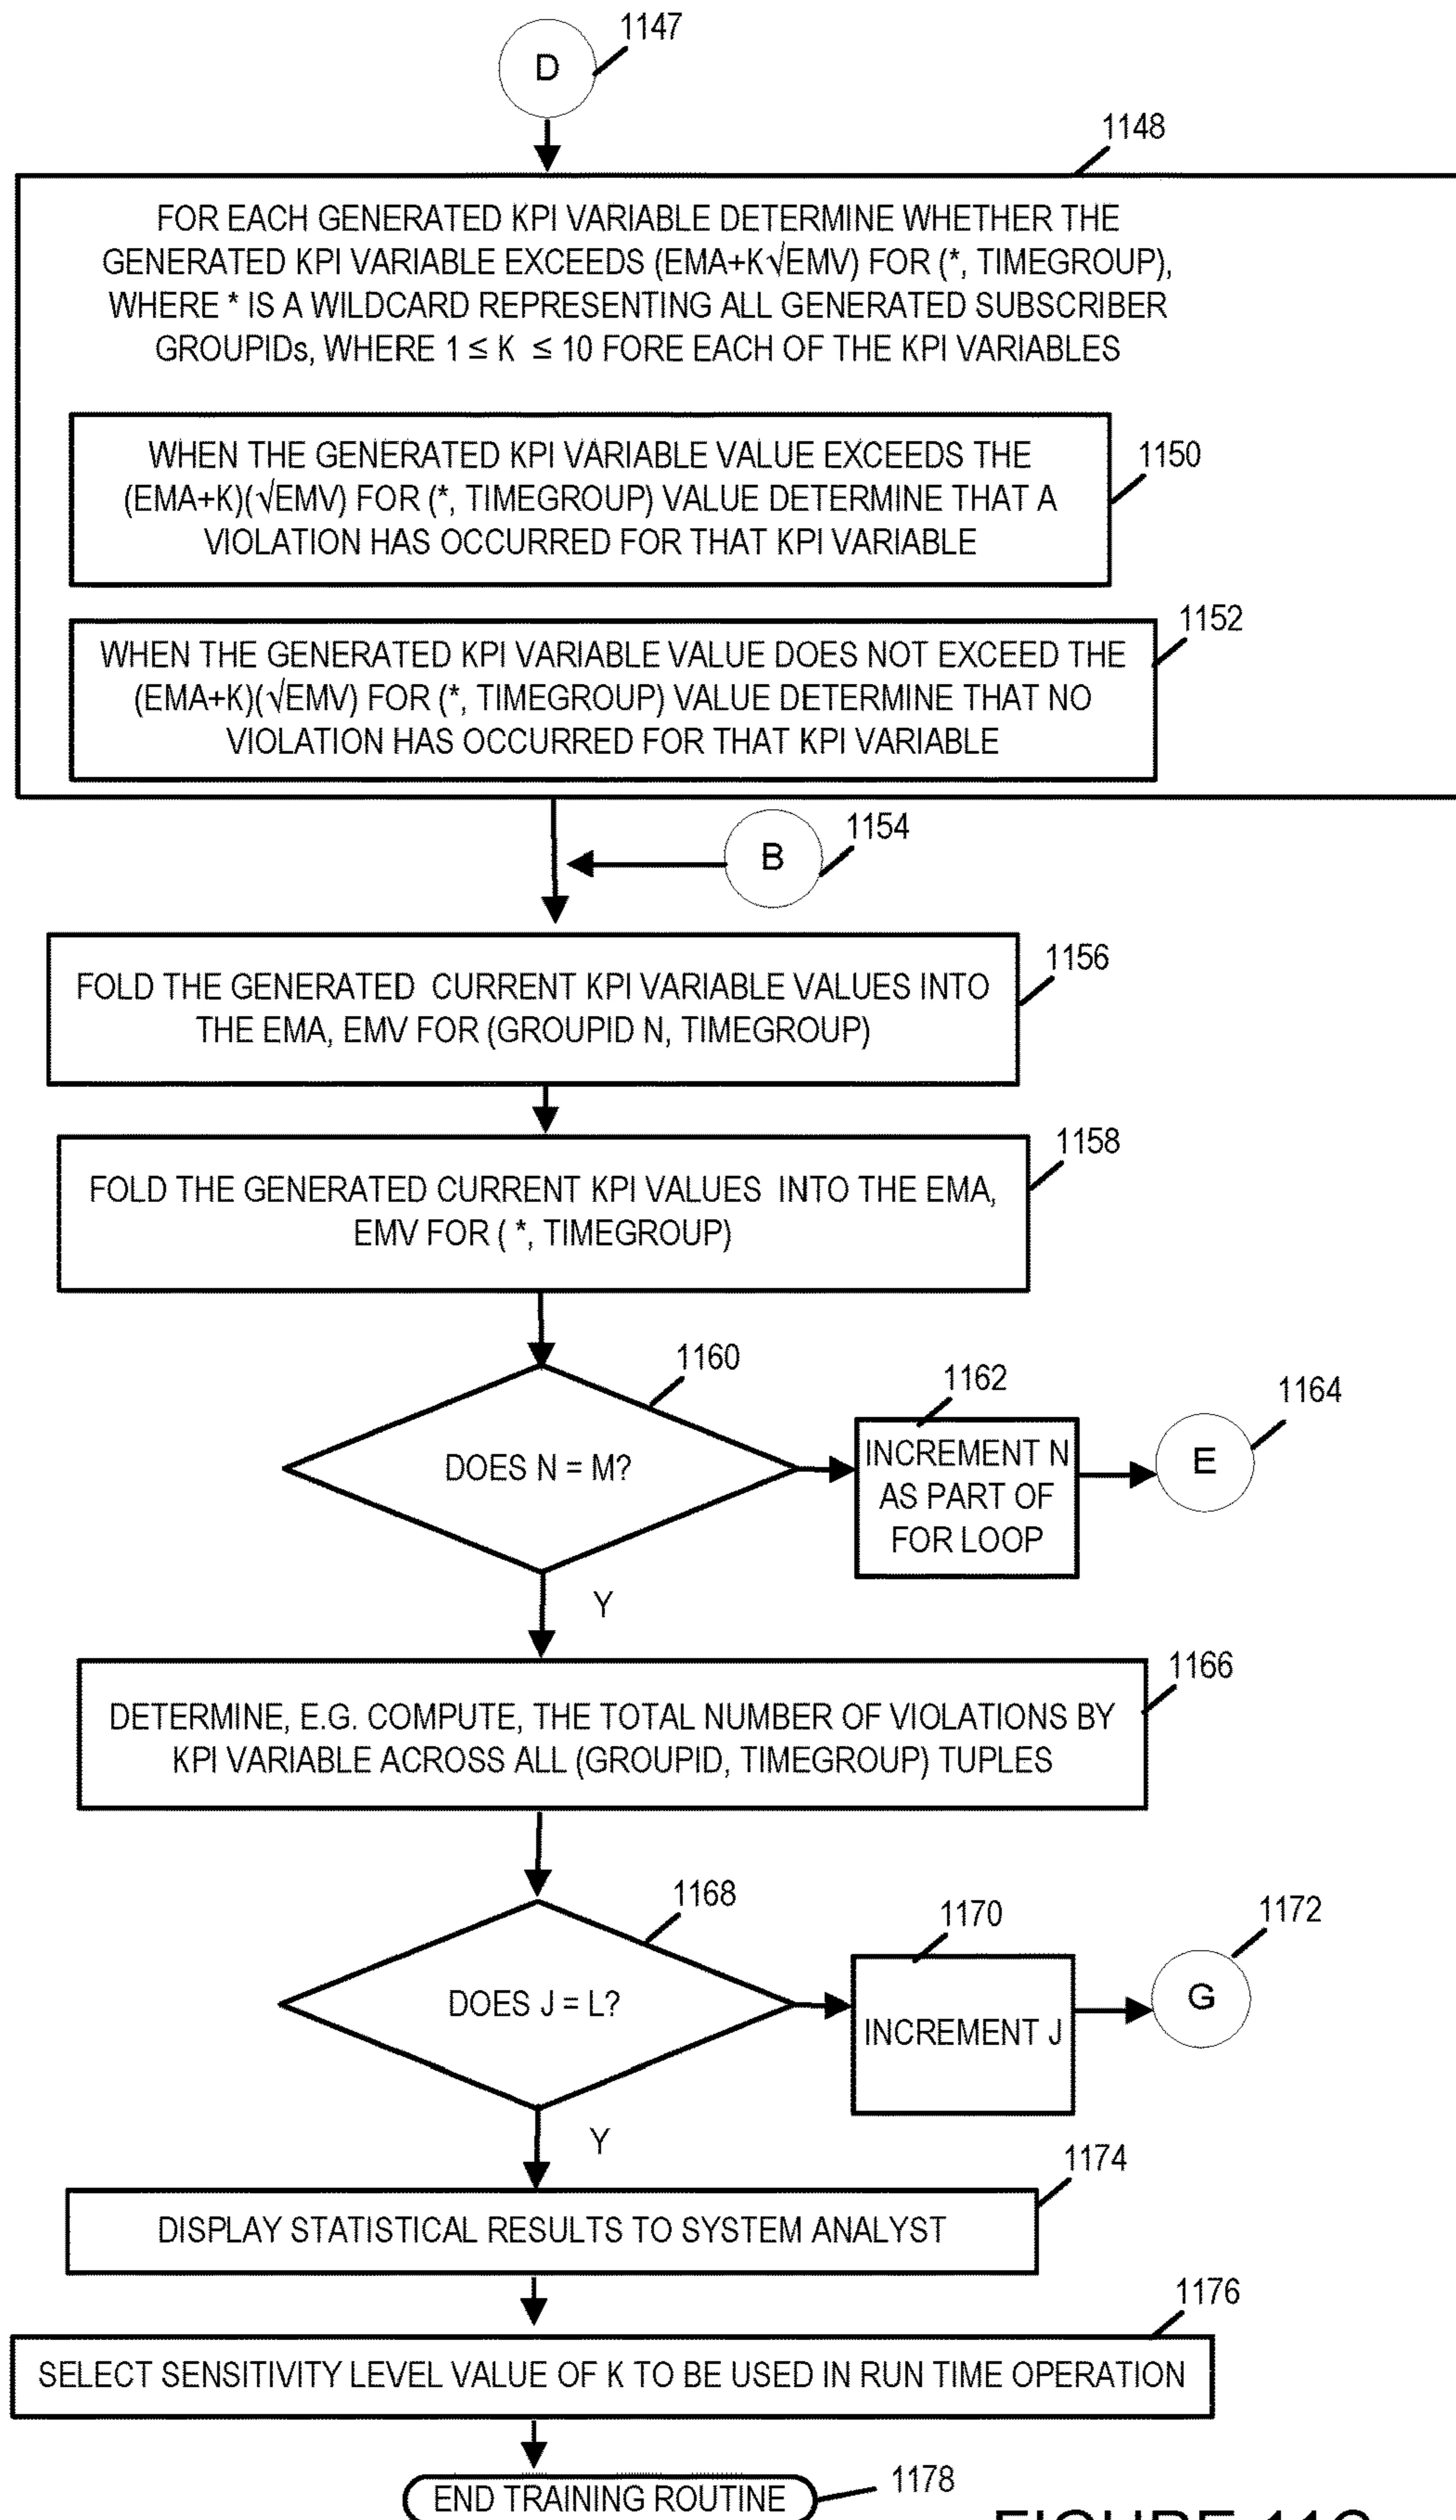 D
1147
1148
FOR EACH GENERATED KPI VARIABLE DETERMINE WHETHER THE
GENERATED KPI VARIABLE EXCEEDS (EMA+K√EMV) FOR (*, TIMEGROUP),
WHERE * IS A WILDCARD REPRESENTING ALL GENERATED SUBSCRIBER
GROUPIDs, WHERE 1 ≤ K ≤ 10 FORE EACH OF THE KPI VARIABLES
WHEN THE GENERATED KPI VARIABLE VALUE EXCEEDS THE
(EMA+K)(√EMV) FOR (*, TIMEGROUP) VALUE DETERMINE THAT A
VIOLATION HAS OCCURRED FOR THAT KPI VARIABLE
1150
WHEN THE GENERATED KPI VARIABLE VALUE DOES NOT EXCEED THE
(EMA+K)(√EMV) FOR (*, TIMEGROUP) VALUE DETERMINE THAT NO
VIOLATION HAS OCCURRED FOR THAT KPI VARIABLE
1152
B
1154
FOLD THE GENERATED CURRENT KPI VARIABLE VALUES INTO
THE EMA, EMV FOR (GROUPID N, TIMEGROUP)
1156
FOLD THE GENERATED CURRENT KPI VALUES INTO THE EMA,
EMV FOR ( *, TIMEGROUP)
1158
DOES N = M?
1160
1162
INCREMENT N
AS PART OF
FOR LOOP
E
1164
Y
DETERMINE, E.G. COMPUTE, THE TOTAL NUMBER OF VIOLATIONS BY
KPI VARIABLE ACROSS ALL (GROUPID, TIMEGROUP) TUPLES
1166
DOES J = L?
1168
1170
INCREMENT J
G
1172
Y
1174
DISPLAY STATISTICAL RESULTS TO SYSTEM ANALYST
1176
SELECT SENSITIVITY LEVEL VALUE OF K TO BE USED IN RUN TIME OPERATION
END TRAINING ROUTINE
1178